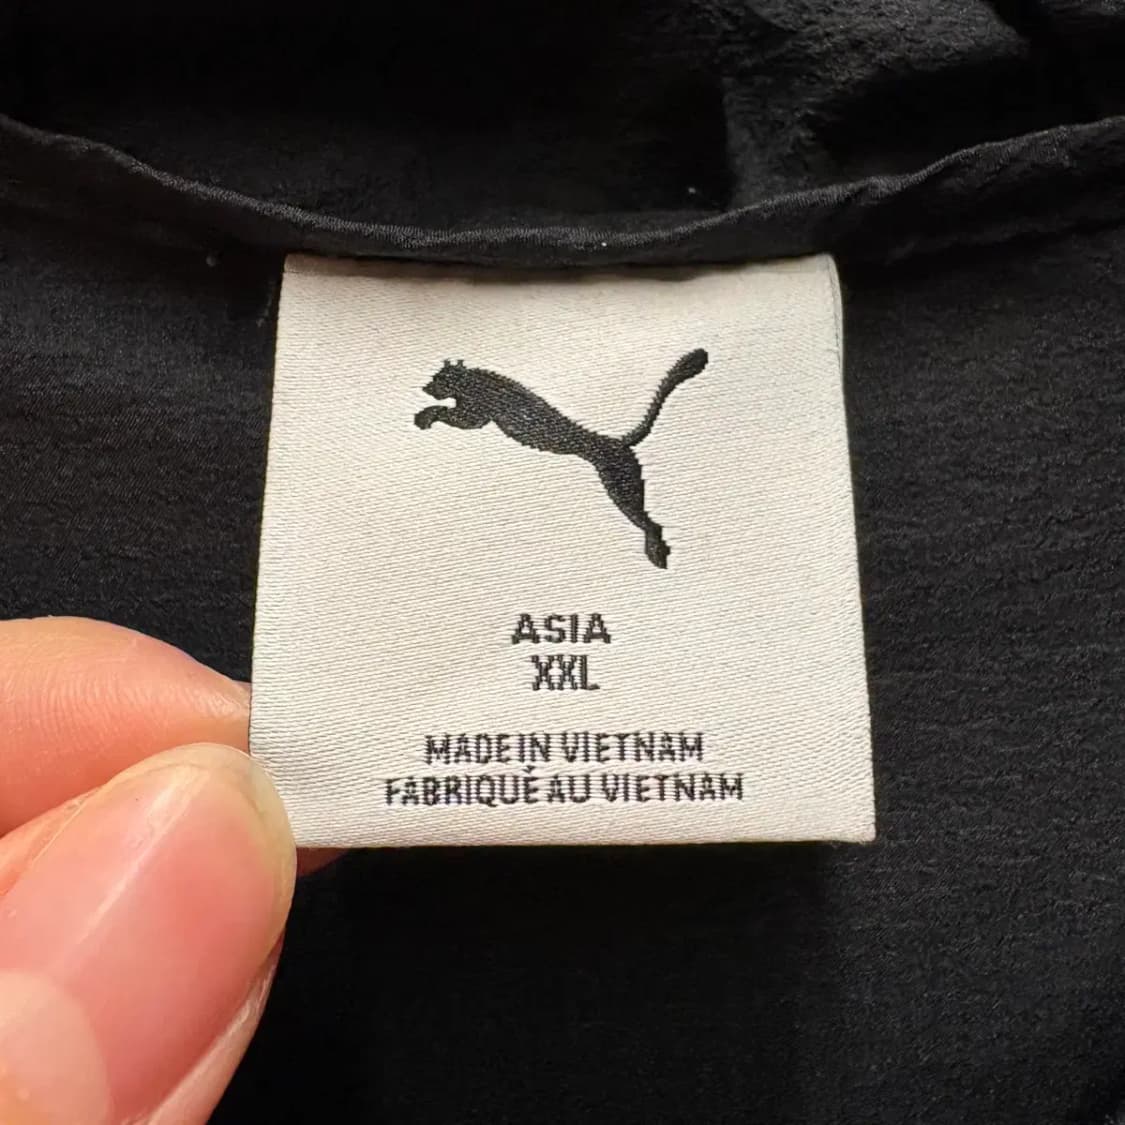 ASIA
XXL
MADE IN VIETNAM
FABRIQUÉ AU VIETNAM